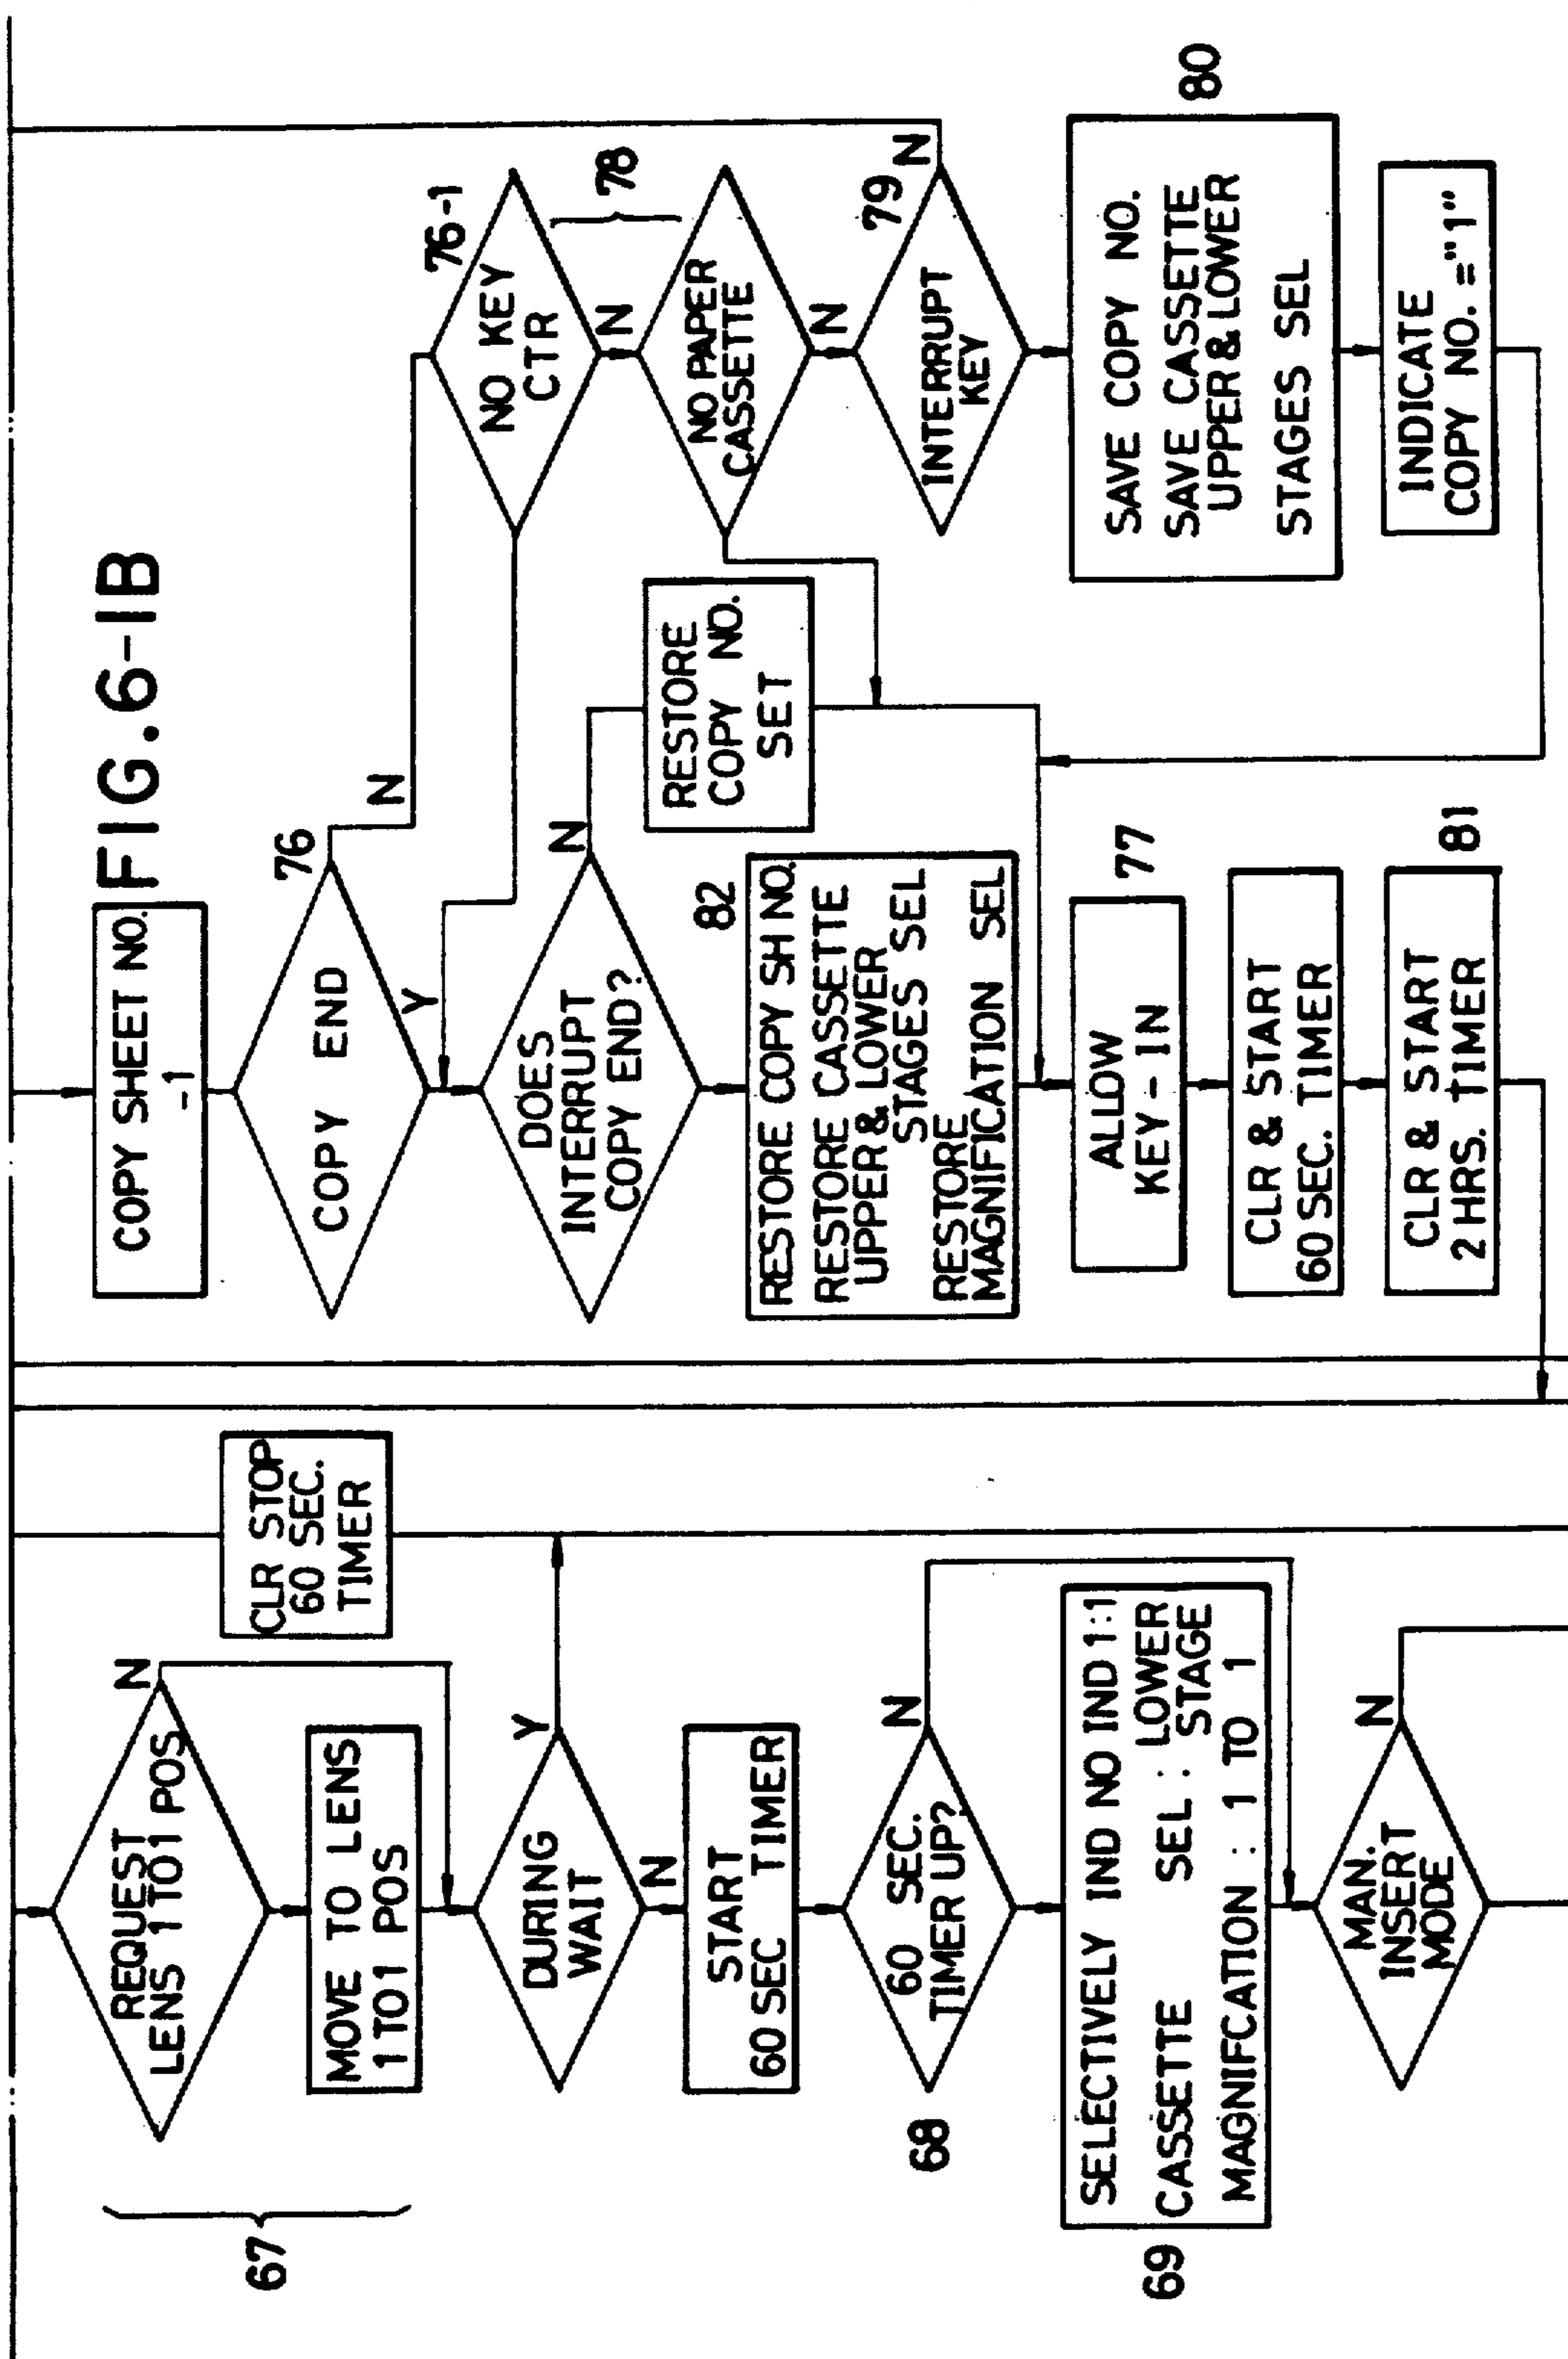 FIG. 6-1B
REQUEST
LENS 1 TO 1 POS
N
67
MOVE TO LENS
1 TO 1 POS
CLR STOP
60 SEC.
TIMER
DURING
WAIT
Y
N
START
60 SEC TIMER
68
60 SEC.
TIMER UP?
N
69
SELECTIVELY IND NO IND 1:1
CASSETTE SEL : LOWER
STAGE
MAGNIFCATION : 1 TO 1
MAN.
INSERT
MODE
N
COPY SHEET NO.
-1
76
COPY END
N
Y
DOES
INTERRUPT
COPY END?
N
RESTORE
COPY NO.
SET
82
RESTORE COPY SH NO.
RESTORE CASSETTE
UPPER & LOWER
STAGES SEL
RESTORE
MAGNIFICATION SEL
ALLOW
KEY-IN
77
CLR & START
60 SEC. TIMER
CLR & START
2 HRS. TIMER
81
76-1
NO KEY
CTR
N
78
NO PAPER
CASSETTE
N
79
INTERRUPT
KEY
N
SAVE COPY NO.
SAVE CASSETTE
UPPER & LOWER
STAGES SEL
80
INDICATE
COPY NO. ="1"